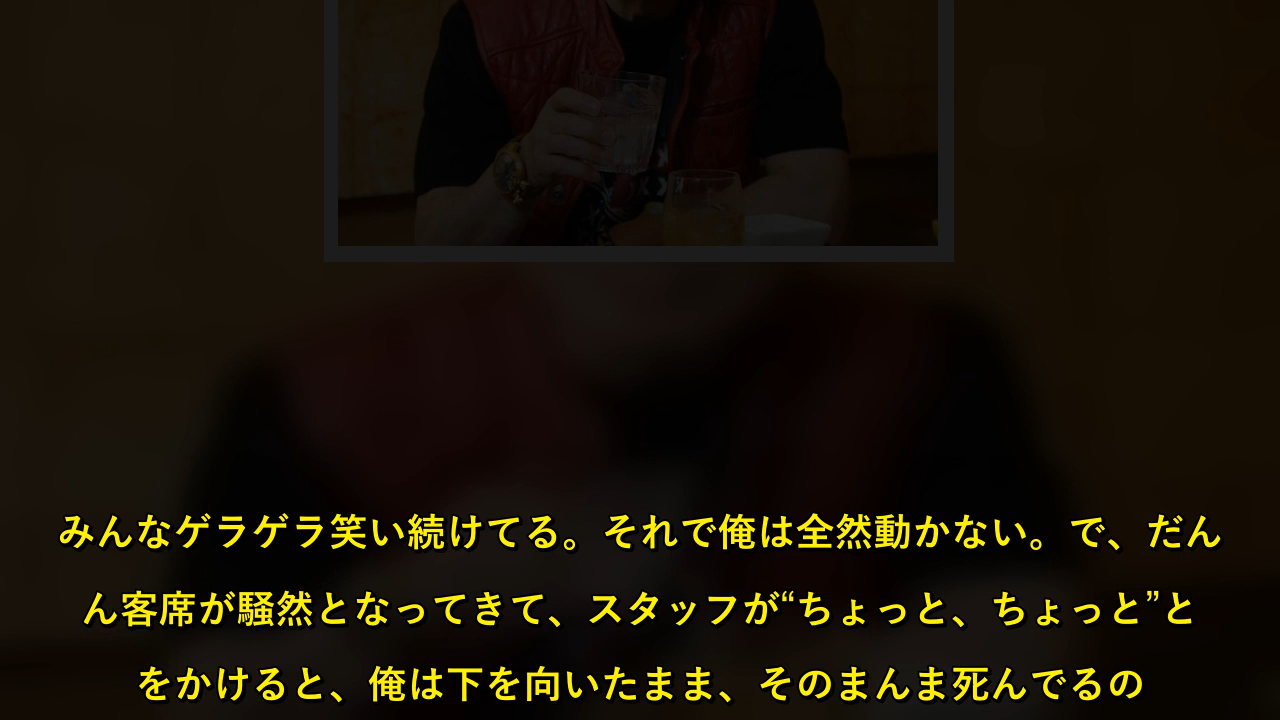 みんなゲラゲラ笑い続けてる。それで俺は全然動かない。で、だん
ん客席が騒然となってきて、スタッフが“ちょっと、ちょっと”と
をかけると、俺は下を向いたまま、そのまんま死んでるの